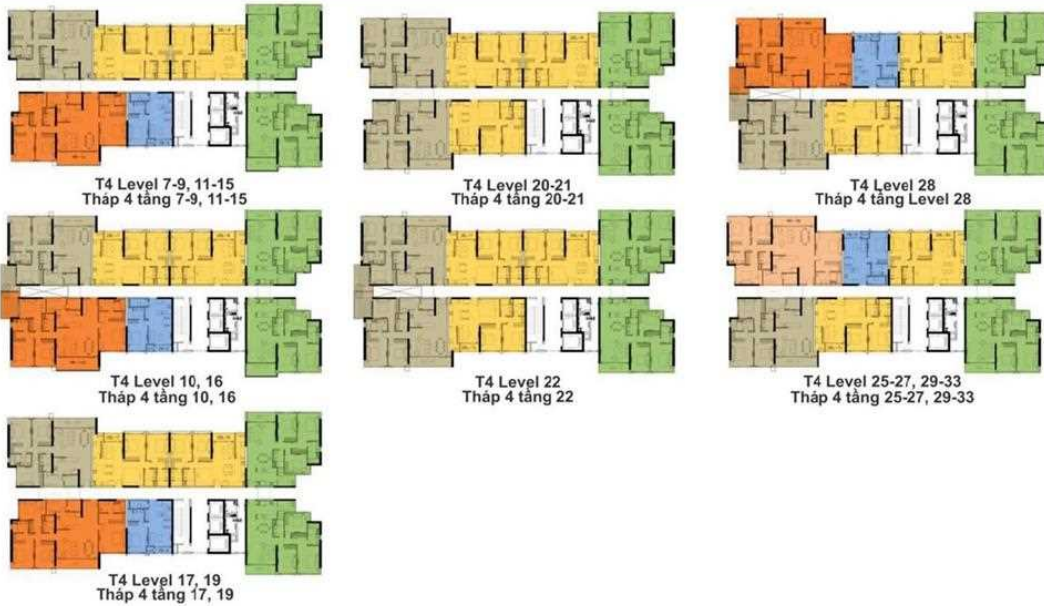 T4 Level 7-9, 11-15
Tháp 4 tầng 7-9, 11-15
T4 Level 20-21
Tháp 4 tầng 20-21
T4 Level 28
Tháp 4 tầng Level 28
T4 Level 10, 16
Tháp 4 tầng 10, 16
T4 Level 22
Tháp 4 tầng 22
T4 Level 25-27, 29-33
Tháp 4 tầng 25-27, 29-33
T4 Level 17, 19
Tháp 4 tầng 17, 19